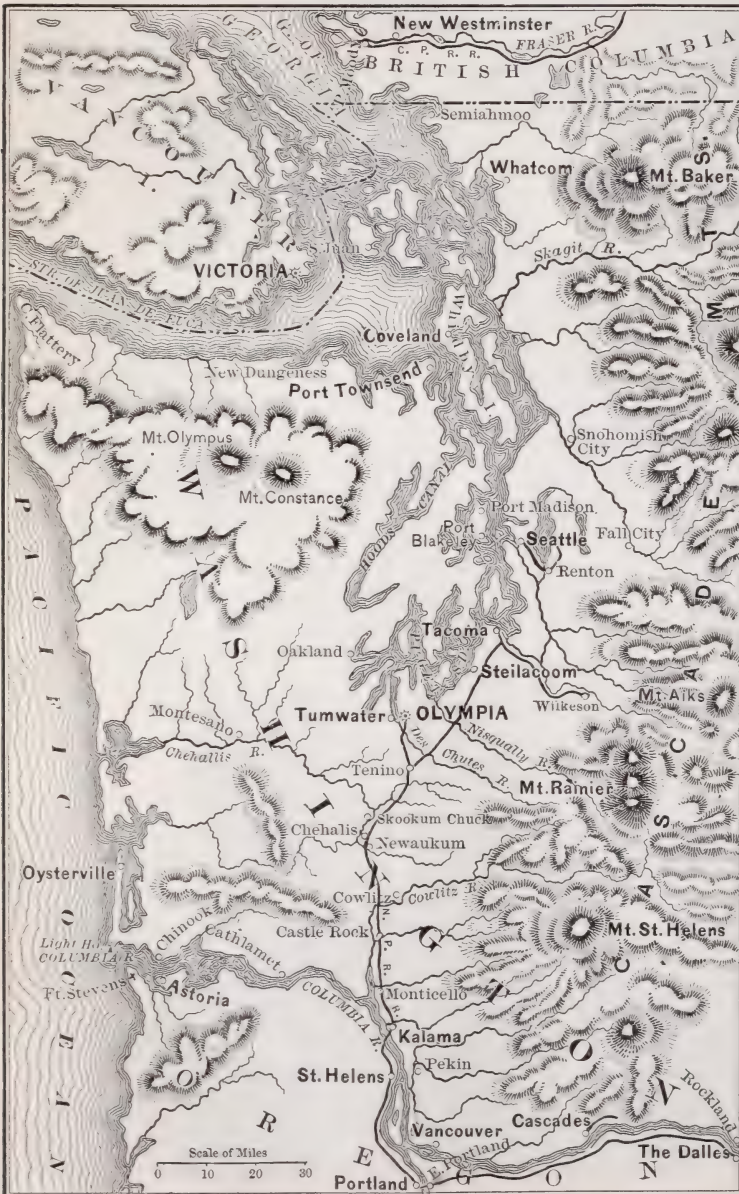 New Westminster
G. OF GEORGIA
C. P. R. R.
FRASER R.
BRITISH COLUMBIA
Semiahmoo
VANCOUVER I.
Whatcom
Mt. Baker
S. Juan
VICTORIA
Skagit R.
STR. OF JUAN DE FUCA
C. Flattery
Coveland
Whidby I.
New Dungeness
Port Townsend
Mt. Olympus
Snohomish City
Mt. Constance
HOODS CANAL
Port Madison
Port Blakeley
Seattle
Fall City
Renton
Tacoma
Oakland
Steilacoom
Mt. Aiks
Wilkeson
Tumwater
OLYMPIA
Montesano
Chehallis R.
Des Chutes R.
Nisqually R.
Tenino
Mt. Rainier
Skookum Chuck
Chehalis
Newaukum
Oysterville
Cowlitz
Cowlitz R.
Castle Rock
N. P. R. R.
Mt. St. Helens
Chinook
Cathlamet
COLUMBIA R.
Ft. Stevens
Astoria
COLUMBIA R.
Monticello
Kalama
Pekin
St. Helens
Rockland
Vancouver
Cascades
E. Portland
The Dalles
Portland
Scale of Miles
0 10 20 30
PACIFIC OCEAN
WASHINGTON
CASCADE MTS.
OREGON